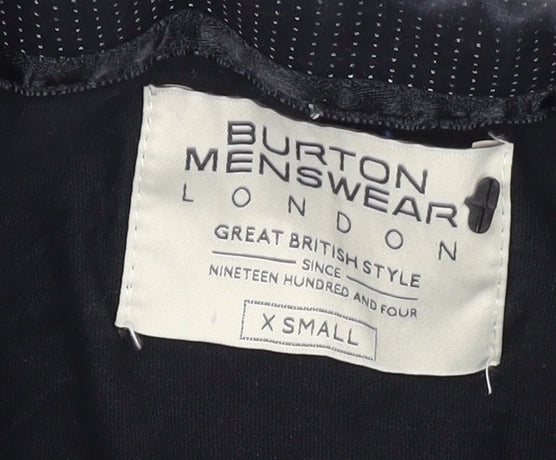 BURTON
MENSWEAR
LONDON
GREAT BRITISH STYLE
SINCE
NINETEEN HUNDRED AND FOUR
X SMALL